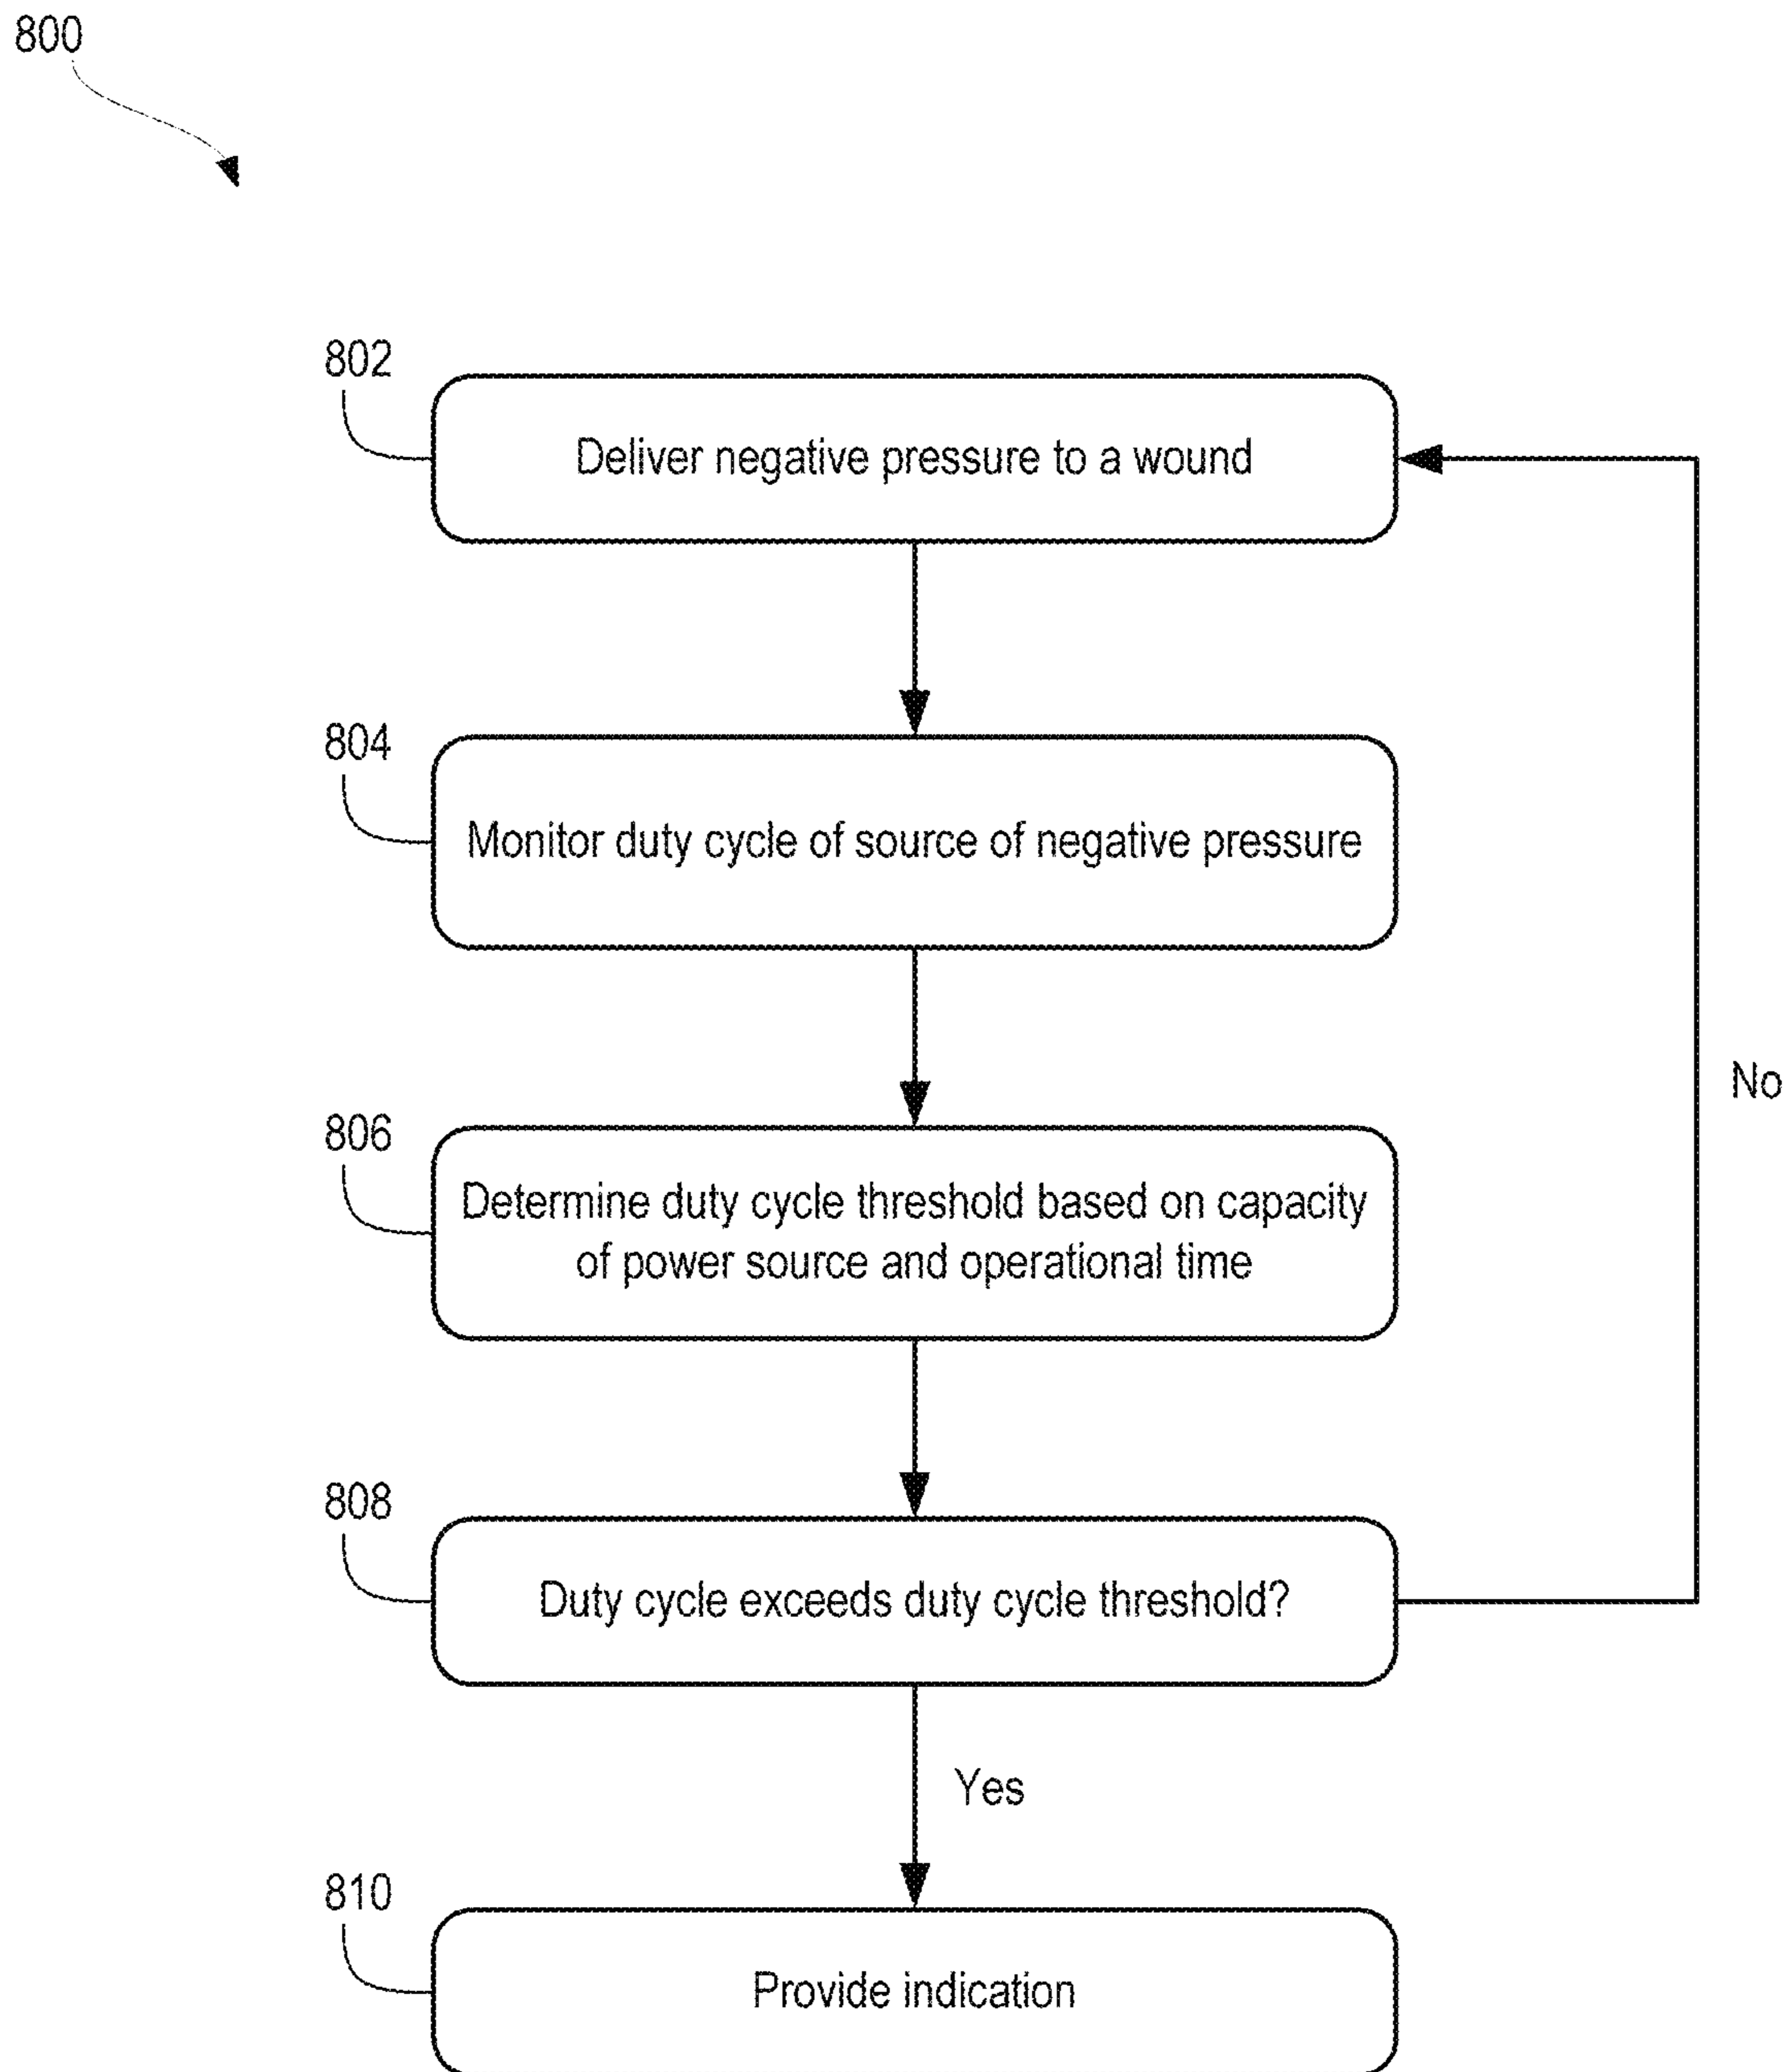 800
802
Deliver negative pressure to a wound
804
Monitor duty cycle of source of negative pressure
No
806
Determine duty cycle threshold based on capacity
of power source and operational time
808
Duty cycle exceeds duty cycle threshold?
Yes
810
Provide indication